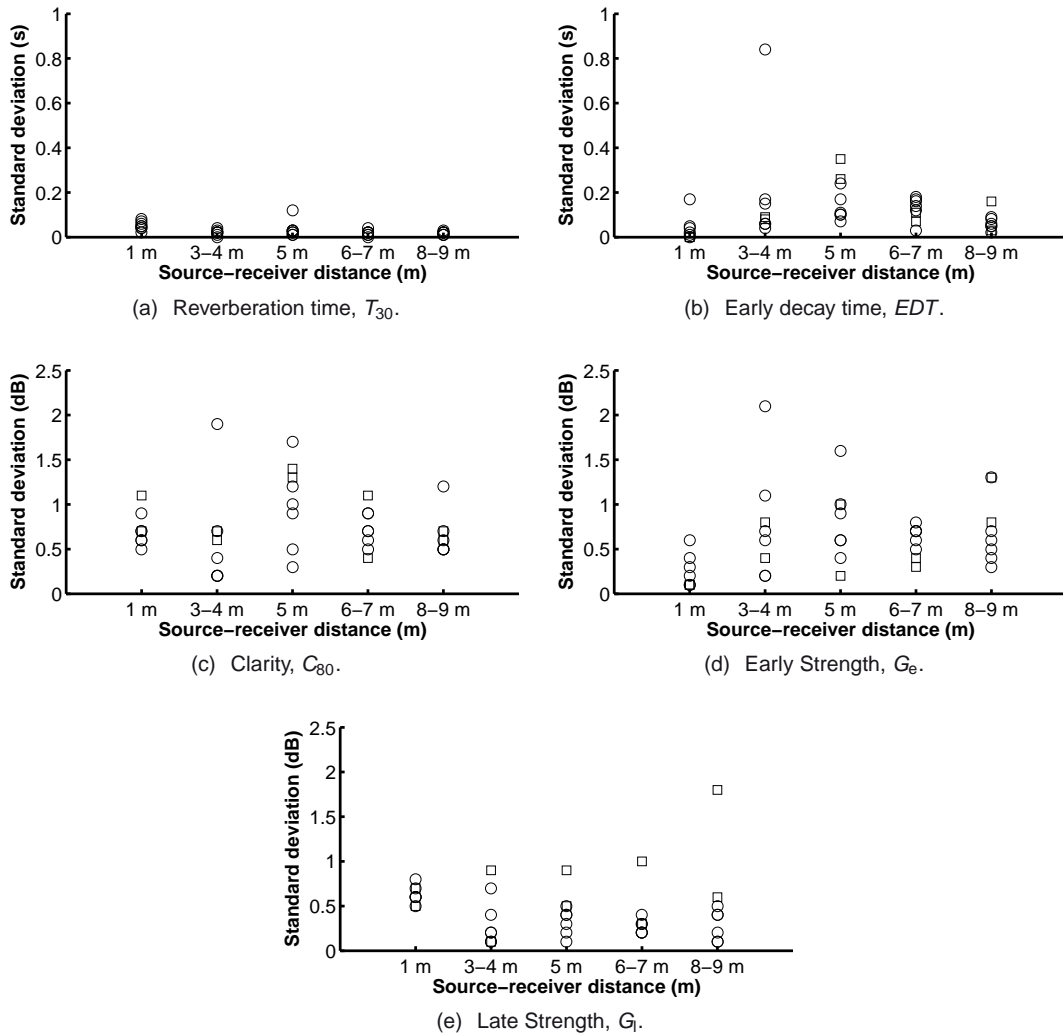 Standard deviation (s)
1
0.8
0.6
0.4
0.2
0
1 m 3–4 m 5 m 6–7 m 8–9 m
Source–receiver distance (m)
(a) Reverberation time, T30.
Standard deviation (s)
1
0.8
0.6
0.4
0.2
0
1 m 3–4 m 5 m 6–7 m 8–9 m
Source–receiver distance (m)
(b) Early decay time, EDT.
Standard deviation (dB)
2.5
2
1.5
1
0.5
0
1 m 3–4 m 5 m 6–7 m 8–9 m
Source–receiver distance (m)
(c) Clarity, C80.
Standard deviation (dB)
2.5
2
1.5
1
0.5
0
1 m 3–4 m 5 m 6–7 m 8–9 m
Source–receiver distance (m)
(d) Early Strength, Ge.
Standard deviation (dB)
2.5
2
1.5
1
0.5
0
1 m 3–4 m 5 m 6–7 m 8–9 m
Source–receiver distance (m)
(e) Late Strength, Gl.